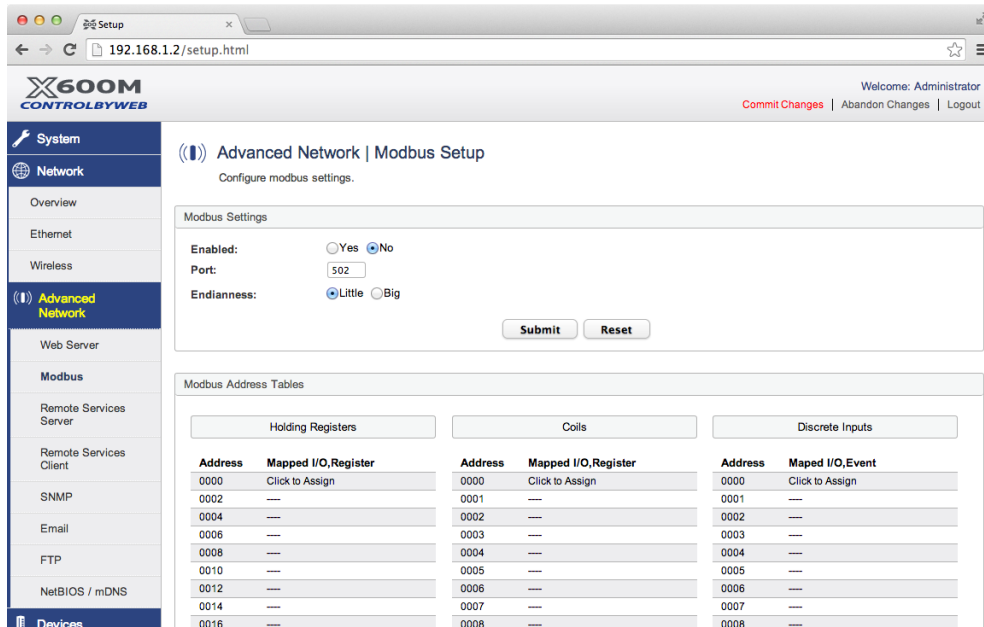 Setup
192.168.1.2/setup.html
X600M
CONTROLBYWEB
Welcome: Administrator
Commit Changes | Abandon Changes | Logout
System
Network
Overview
Ethernet
Wireless
Advanced
Network
Web Server
Modbus
Remote Services
Server
Remote Services
Client
SNMP
Email
FTP
NetBIOS / mDNS
Devices
Advanced Network | Modbus Setup
Configure modbus settings.
Modbus Settings
Enabled: Yes No
Port: 502
Endianness: Little Big
Submit Reset
Modbus Address Tables
Holding Registers Coils Discrete Inputs
Address Mapped I/O,Register Address Mapped I/O,Register Address Maped I/O,Event
0000 Click to Assign 0000 Click to Assign 0000 Click to Assign
0002 ---- 0001 ---- 0001 ----
0004 ---- 0002 ---- 0002 ----
0006 ---- 0003 ---- 0003 ----
0008 ---- 0004 ---- 0004 ----
0010 ---- 0005 ---- 0005 ----
0012 ---- 0006 ---- 0006 ----
0014 ---- 0007 ---- 0007 ----
0016 ---- 0008 ---- 0008 ----